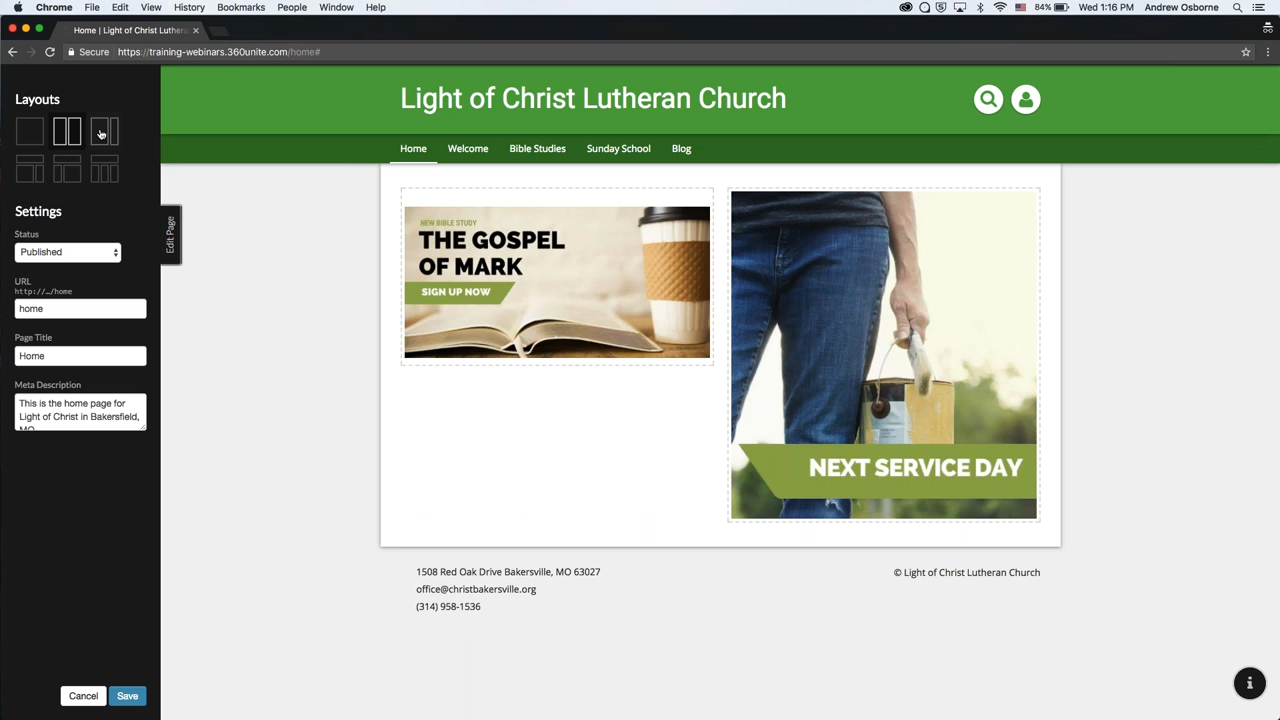 Chrome File Edit View History Bookmarks People Window Help
5 84% Wed 1:16 PM Andrew Osborne
Home | Light of Christ Luthera
Secure https://training-webinars.360unite.com/home#
Layouts
Settings
Status
Published
URL
http://…/home
home
Page Title
Home
Meta Description
This is the home page for
Light of Christ in Bakersfield,
MO
Cancel Save
Edit Page
Light of Christ Lutheran Church
Home Welcome Bible Studies Sunday School Blog
NEW BIBLE STUDY
THE GOSPEL
OF MARK
SIGN UP NOW
NEXT SERVICE DAY
1508 Red Oak Drive Bakersville, MO 63027
office@christbakersville.org
(314) 958-1536
© Light of Christ Lutheran Church